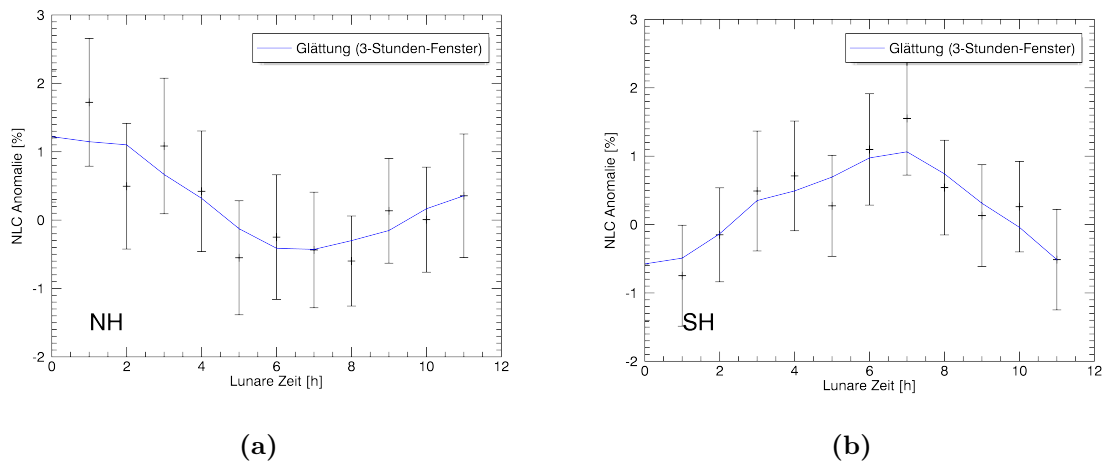 3
2
1
0
-1
-2
NLC Anomalie [%]
Glättung (3-Stunden-Fenster)
NH
0 2 4 6 8 10 12
Lunare Zeit [h]
(a)
3
2
1
0
-1
-2
NLC Anomalie [%]
Glättung (3-Stunden-Fenster)
SH
0 2 4 6 8 10 12
Lunare Zeit [h]
(b)